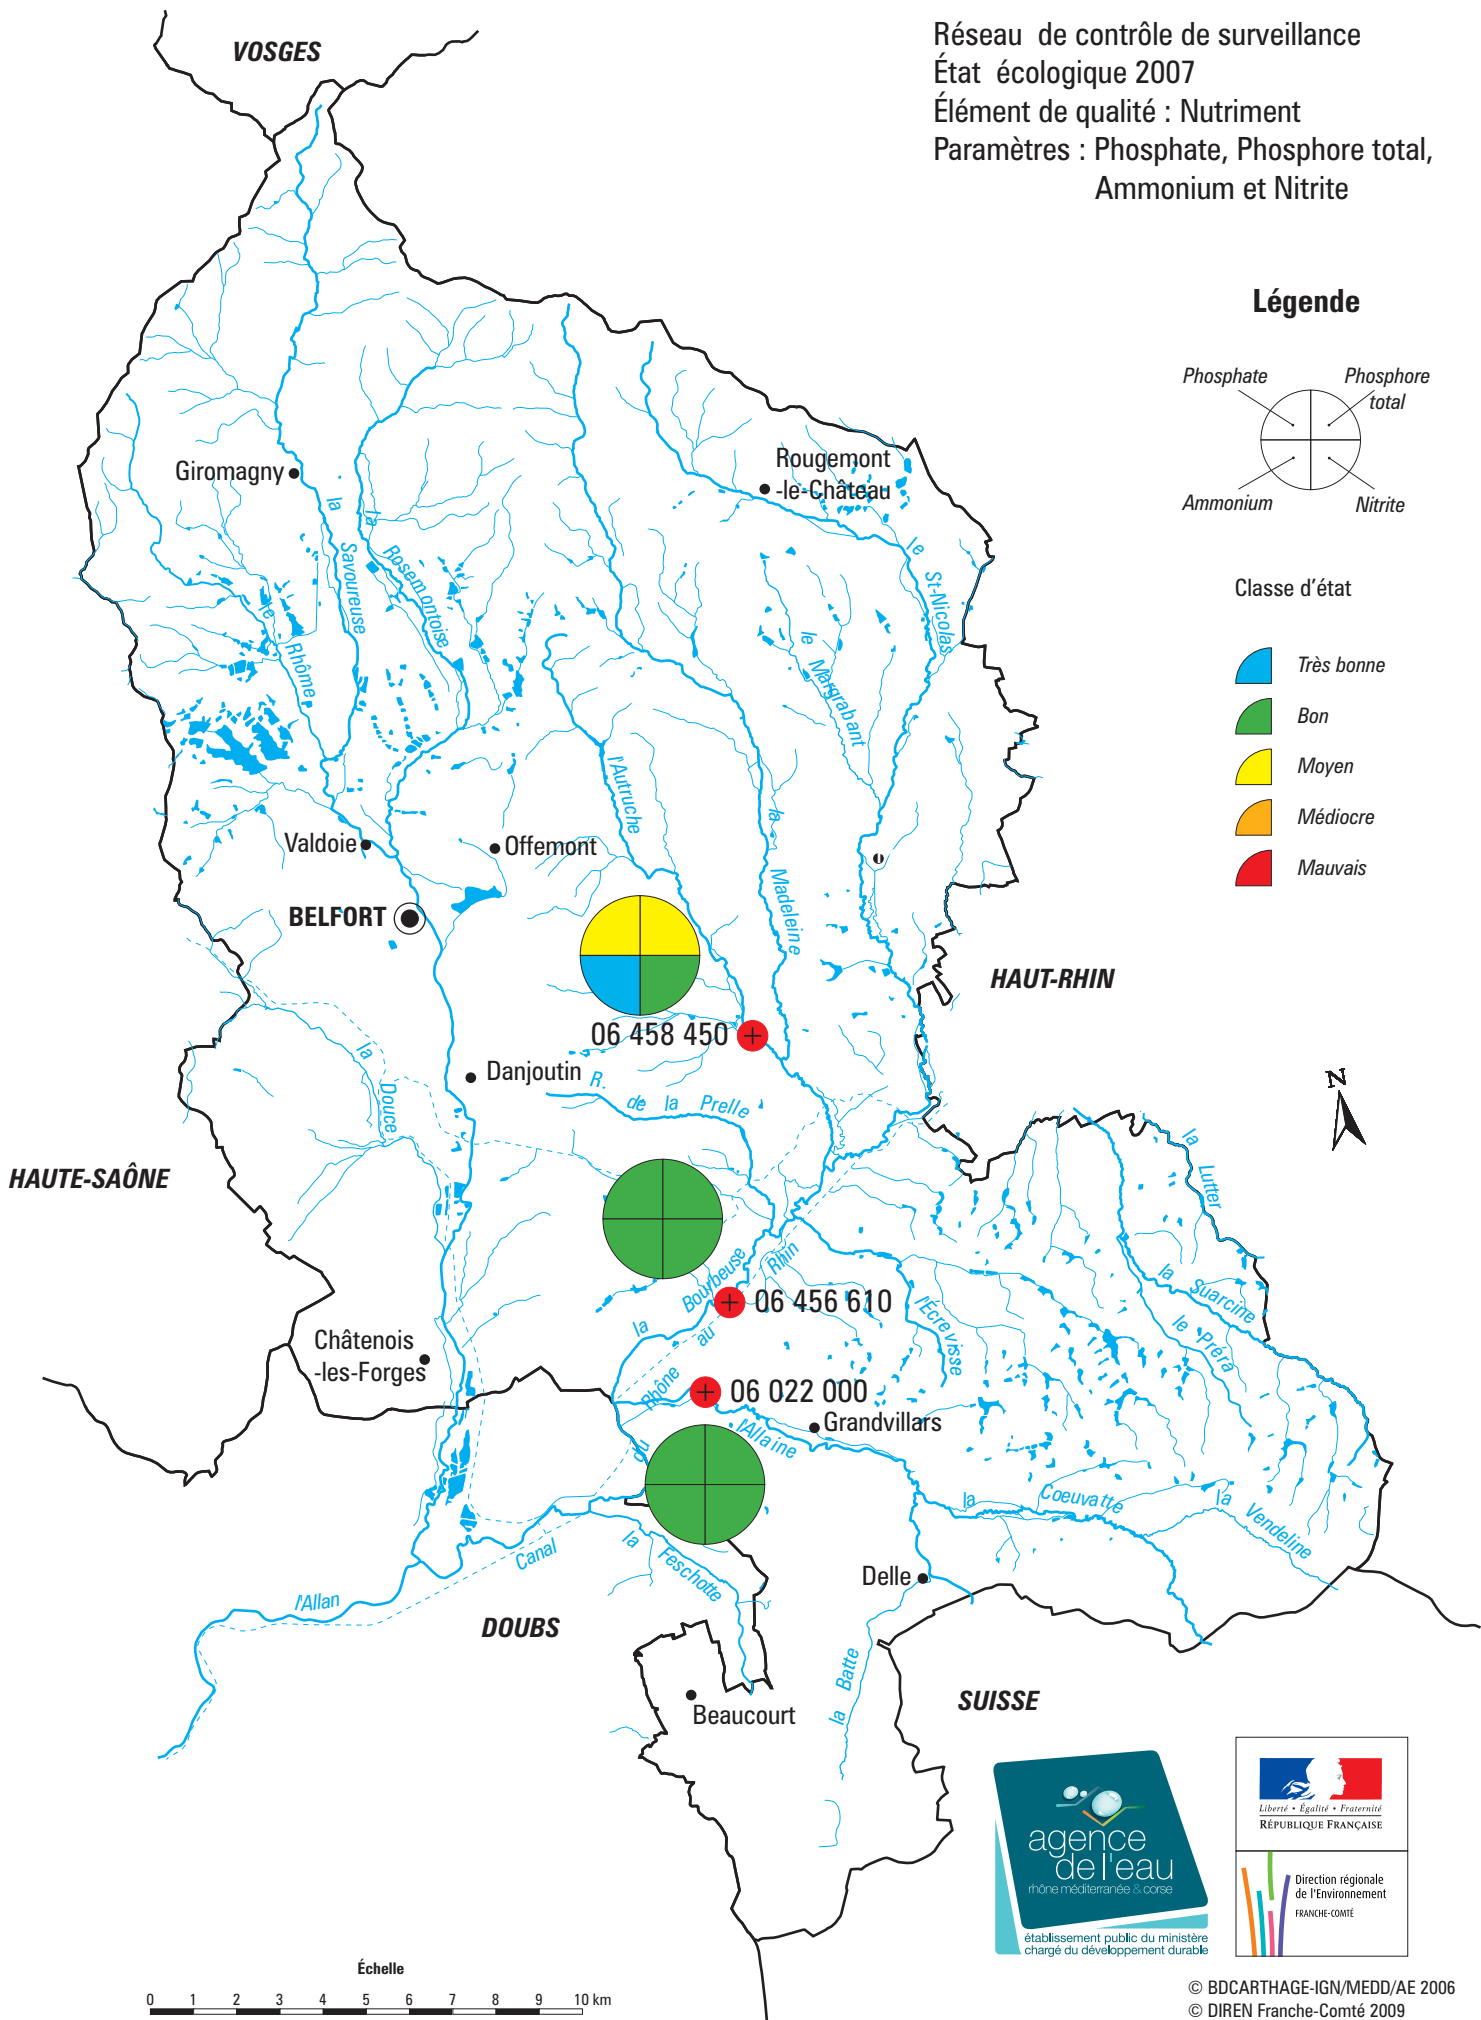 Réseau de contrôle de surveillance
État écologique 2007
Élément de qualité : Nutriment
Paramètres : Phosphate, Phosphore total,
Ammonium et Nitrite
VOSGES
Légende
Phosphate
Phosphore
total
Ammonium
Nitrite
Classe d'état
Très bonne
Bon
Moyen
Médiocre
Mauvais
Giromagny
Rougemont
-le-Château
la Savoureuse
la Rosemontoise
le Rhôme
le St-Nicolas
le Margrabant
l'Autruche
la Madeleine
Valdoie
Offemont
BELFORT
HAUT-RHIN
06 458 450
Danjoutin
R. de la Prelle
la Douce
N
HAUTE-SAÔNE
la Lutter
la Suarcine
le Préra
l'Écrevisse
la Bourbeuse
06 456 610
Châtenois
-les-Forges
06 022 000
Grandvillars
l'Allaine
Canal du Rhône au Rhin
la Coeuvatte
la Vendeline
la Feschotte
Delle
l'Allan
DOUBS
la Batte
SUISSE
Beaucourt
agence
de l'eau
rhône méditerranée & corse
établissement public du ministère
chargé du développement durable
Liberté • Égalité • Fraternité
RÉPUBLIQUE FRANÇAISE
Direction régionale
de l'Environnement
FRANCHE-COMTÉ
Échelle
0 1 2 3 4 5 6 7 8 9 10 km
© BDCARTHAGE-IGN/MEDD/AE 2006
© DIREN Franche-Comté 2009